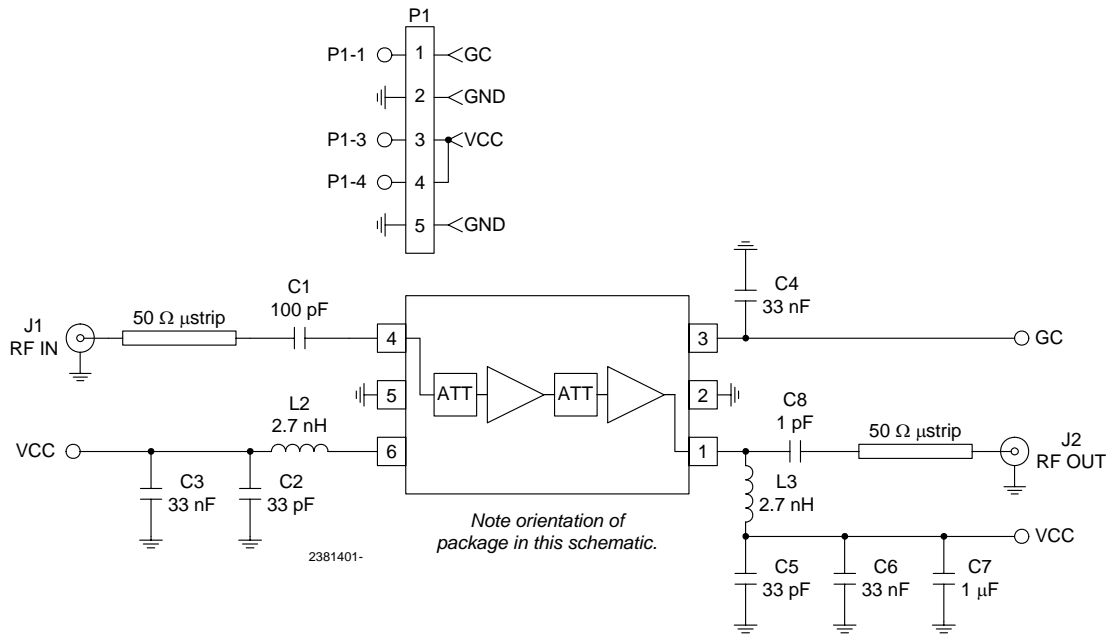 P1
P1-1
1
GC
2
GND
P1-3
3
VCC
P1-4
4
5
GND
C1
100 pF
C4
33 nF
J1
RF IN
50 Ω µstrip
4
3
GC
5
ATT
ATT
2
L2
2.7 nH
C8
1 pF
50 Ω µstrip
J2
RF OUT
VCC
6
1
C3
33 nF
C2
33 pF
L3
2.7 nH
Note orientation of
package in this schematic.
2381401-
VCC
C5
33 pF
C6
33 nF
C7
1 µF